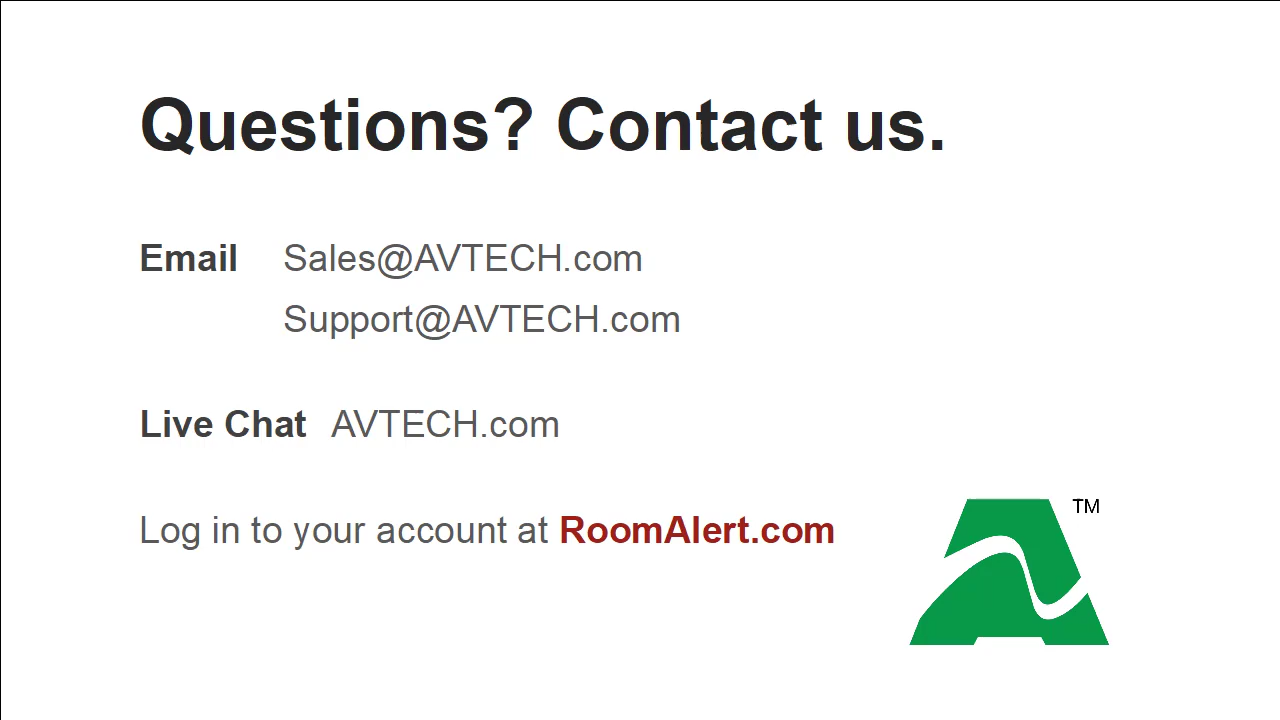 Questions? Contact us.
Email Sales@AVTECH.com
Support@AVTECH.com
Live Chat AVTECH.com
Log in to your account at RoomAlert.com
TM